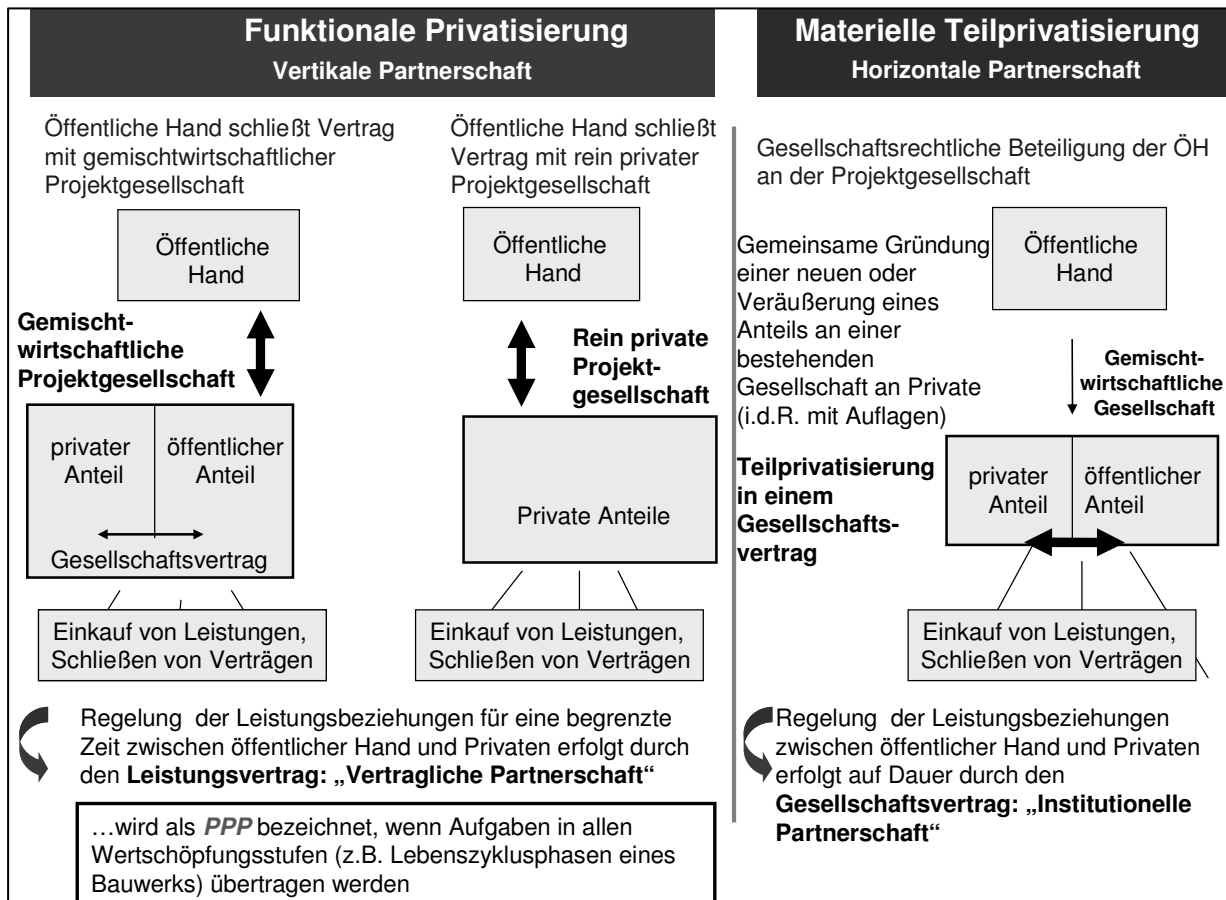 Funktionale Privatisierung
Vertikale Partnerschaft
Öffentliche Hand schließt Vertrag
mit gemischtwirtschaftlicher
Projektgesellschaft
Öffentliche
Hand
Gemischt-
wirtschaftliche
Projektgesellschaft
privater
Anteil
öffentlicher
Anteil
Gesellschaftsvertrag
Einkauf von Leistungen,
Schließen von Verträgen
Öffentliche Hand schließt
Vertrag mit rein privater
Projektgesellschaft
Öffentliche
Hand
Rein private
Projekt-
gesellschaft
Private Anteile
Einkauf von Leistungen,
Schließen von Verträgen
Regelung der Leistungsbeziehungen für eine begrenzte
Zeit zwischen öffentlicher Hand und Privaten erfolgt durch
den Leistungsvertrag: „Vertragliche Partnerschaft“
…wird als PPP bezeichnet, wenn Aufgaben in allen
Wertschöpfungsstufen (z.B. Lebenszyklusphasen eines
Bauwerks) übertragen werden
Materielle Teilprivatisierung
Horizontale Partnerschaft
Gesellschaftsrechtliche Beteiligung der ÖH
an der Projektgesellschaft
Gemeinsame Gründung
einer neuen oder
Veräußerung eines
Anteils an einer
bestehenden
Gesellschaft an Private
(i.d.R. mit Auflagen)
Öffentliche
Hand
Gemischt-
wirtschaftliche
Gesellschaft
Teilprivatisierung
in einem
Gesellschafts-
vertrag
privater
Anteil
öffentlicher
Anteil
Einkauf von Leistungen,
Schließen von Verträgen
Regelung der Leistungsbeziehungen
zwischen öffentlicher Hand und Privaten
erfolgt auf Dauer durch den
Gesellschaftsvertrag: „Institutionelle
Partnerschaft“